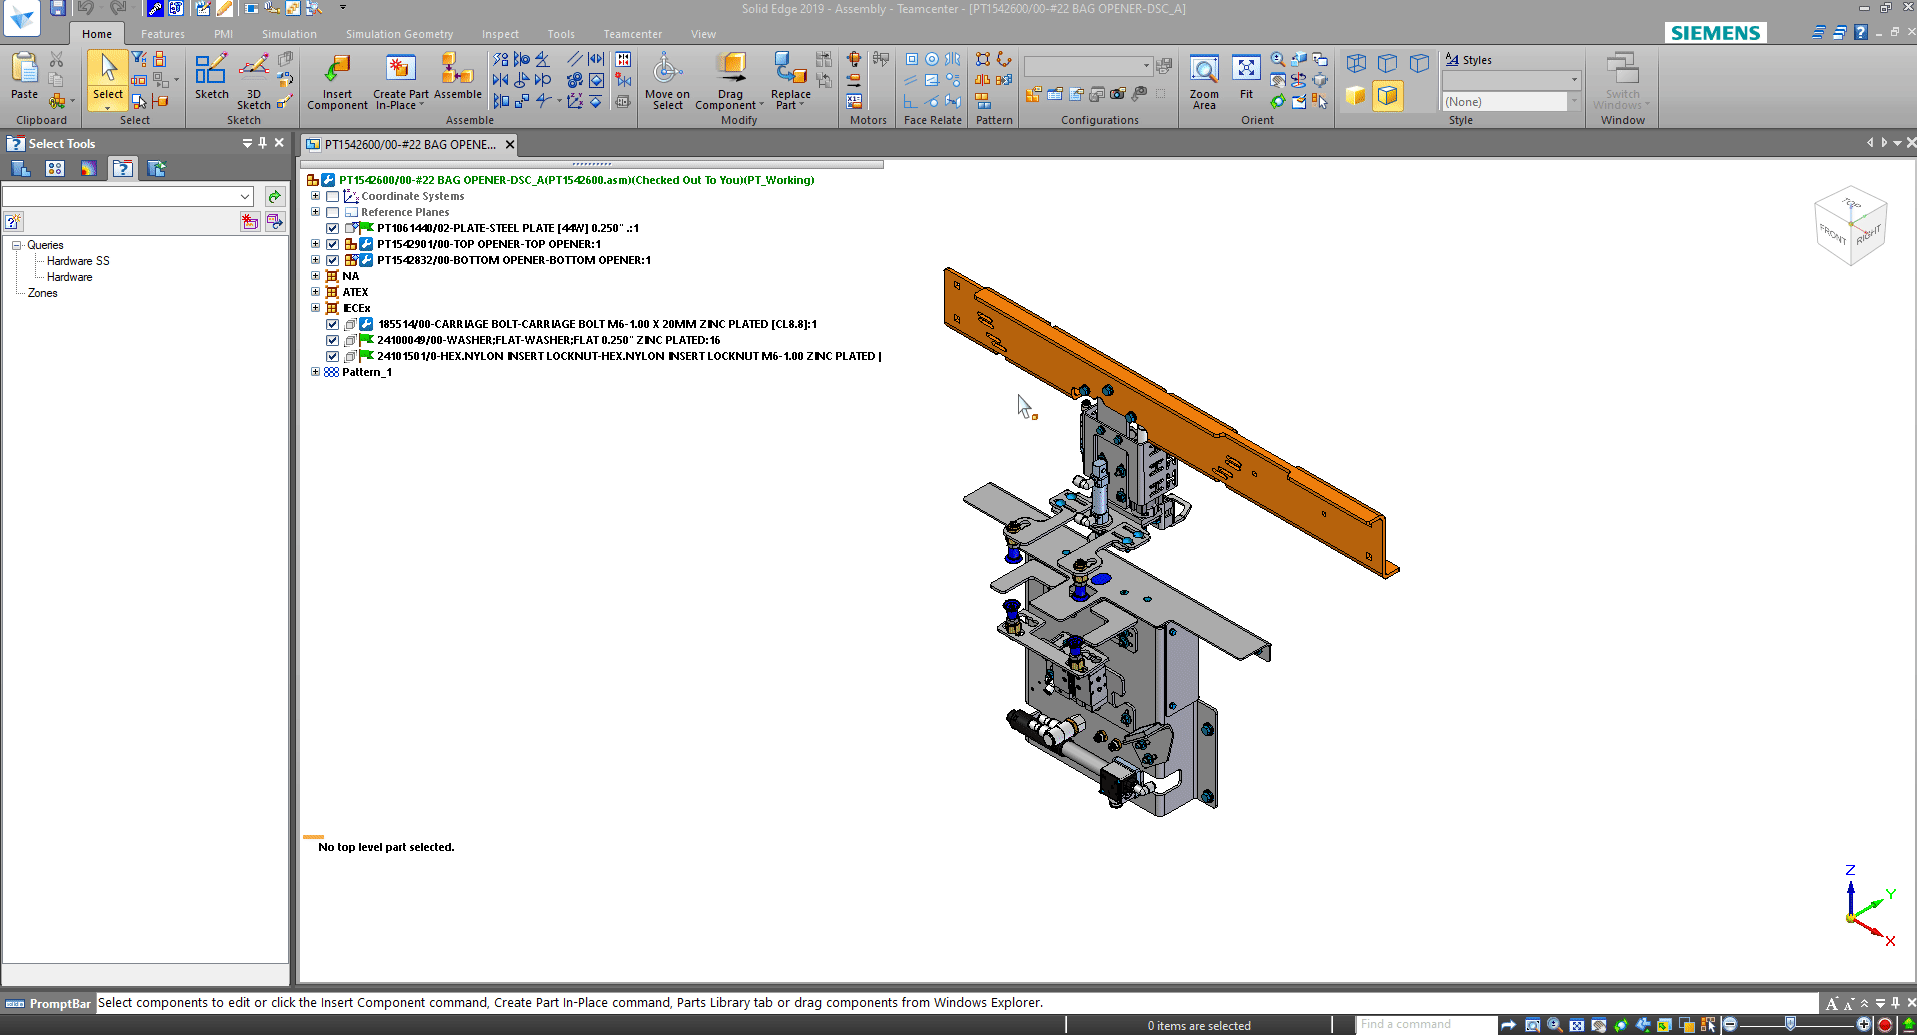 Solid Edge 2019 - Assembly - Teamcenter - [PT1542600/00-#22 BAG OPENER-DSC_A]
Home Features PMI Simulation Simulation Geometry Inspect Tools Teamcenter View
SIEMENS
Paste Select Sketch 3D Sketch Insert Component Create Part In-Place Assemble Move on Select Drag Component Replace Part Zoom Area Fit Styles (None) Switch Windows
Clipboard Select Sketch Assemble Modify Motors Face Relate Pattern Configurations Orient Style Window
Select Tools
PT1542600/00-#22 BAG OPENE...
Queries
Hardware SS
Hardware
Zones
PT1542600/00-#22 BAG OPENER-DSC_A(PT1542600.asm)(Checked Out To You)(PT_Working)
Coordinate Systems
Reference Planes
PT1061440/02-PLATE-STEEL PLATE [44W] 0.250" .:1
PT1542901/00-TOP OPENER-TOP OPENER:1
PT1542832/00-BOTTOM OPENER-BOTTOM OPENER:1
NA
ATEX
IECEx
185514/00-CARRIAGE BOLT-CARRIAGE BOLT M6-1.00 X 20MM ZINC PLATED [CL8.8]:1
24100049/00-WASHER;FLAT-WASHER;FLAT 0.250" ZINC PLATED:16
24101501/0-HEX.NYLON INSERT LOCKNUT-HEX.NYLON INSERT LOCKNUT M6-1.00 ZINC PLATED |
Pattern_1
TOP
FRONT RIGHT
No top level part selected.
Z
Y
X
PromptBar Select components to edit or click the Insert Component command, Create Part In-Place command, Parts Library tab or drag components from Windows Explorer.
0 items are selected Find a command